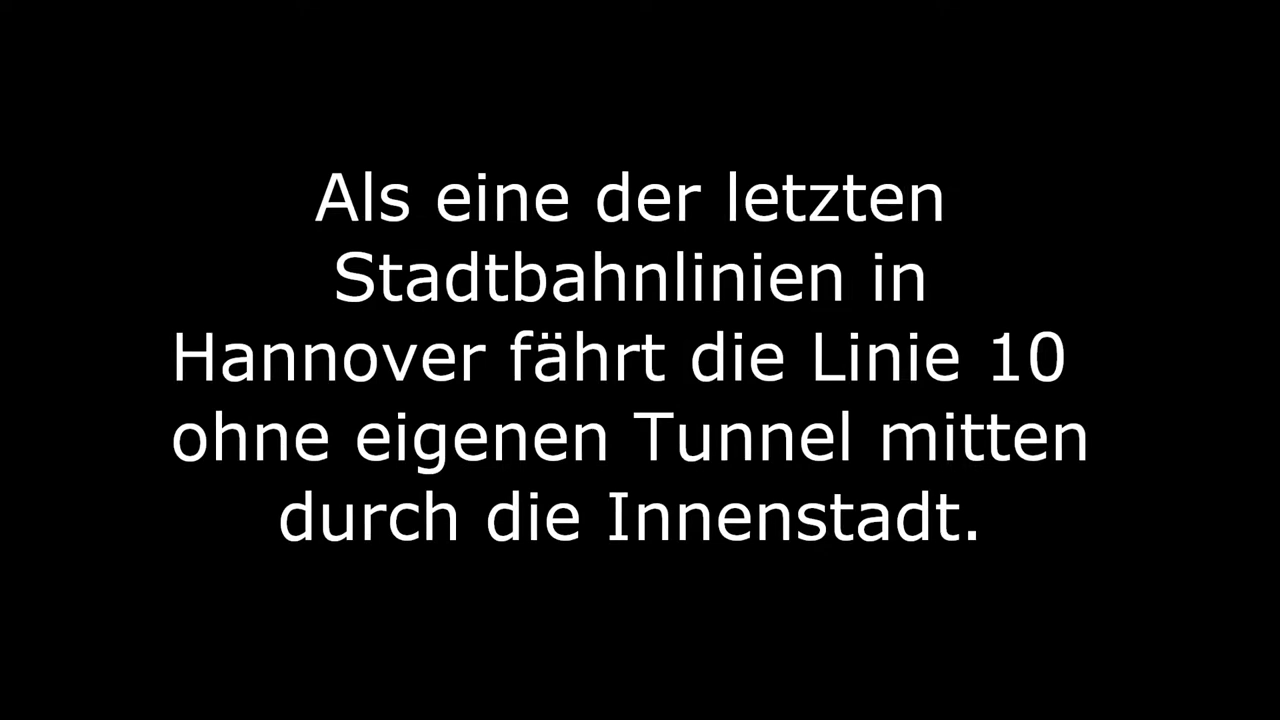 Als eine der letzten
Stadtbahnlinien in
Hannover fährt die Linie 10
ohne eigenen Tunnel mitten
durch die Innenstadt.